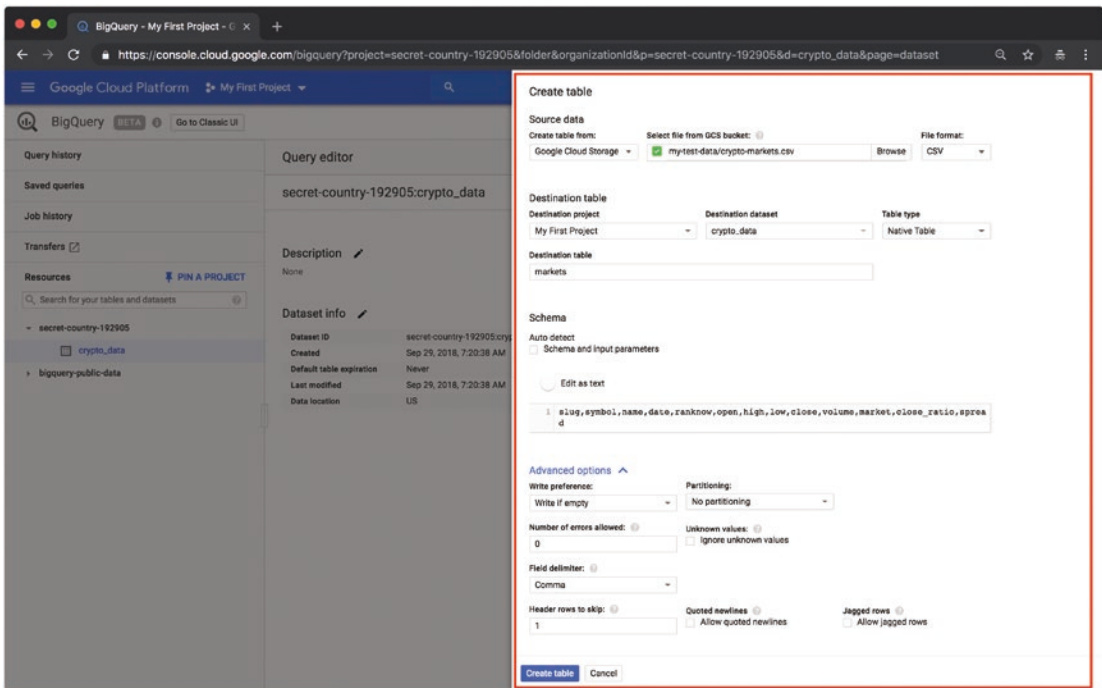 BigQuery - My First Project - G
https://console.cloud.google.com/bigquery?project=secret-country-192905&folder&organizationId&p=secret-country-192905&d=crypto_data&page=dataset
Google Cloud Platform My First Project
BigQuery BETA Go to Classic UI
Query history
Saved queries
Job history
Transfers
Resources PIN A PROJECT
Search for your tables and datasets
secret-country-192905
crypto_data
bigquery-public-data
Query editor
secret-country-192905:crypto_data
Description
None
Dataset info
Dataset ID secret-country-192905:cryp
Created Sep 29, 2018, 7:20:38 AM
Default table expiration Never
Last modified Sep 29, 2018, 7:20:38 AM
Data location US
Create table
Source data
Create table from: Select file from GCS bucket: File format:
Google Cloud Storage my-test-data/crypto-markets.csv Browse CSV
Destination table
Destination project Destination dataset Table type
My First Project crypto_data Native Table
Destination table
markets
Schema
Auto detect
Schema and input parameters
Edit as text
1 slug,symbol,name,date,ranknow,open,high,low,close,volume,market,close_ratio,sprea
d
Advanced options
Write preference: Partitioning:
Write if empty No partitioning
Number of errors allowed: Unknown values:
0 Ignore unknown values
Field delimiter:
Comma
Header rows to skip: Quoted newlines Jagged rows
1 Allow quoted newlines Allow jagged rows
Create table Cancel